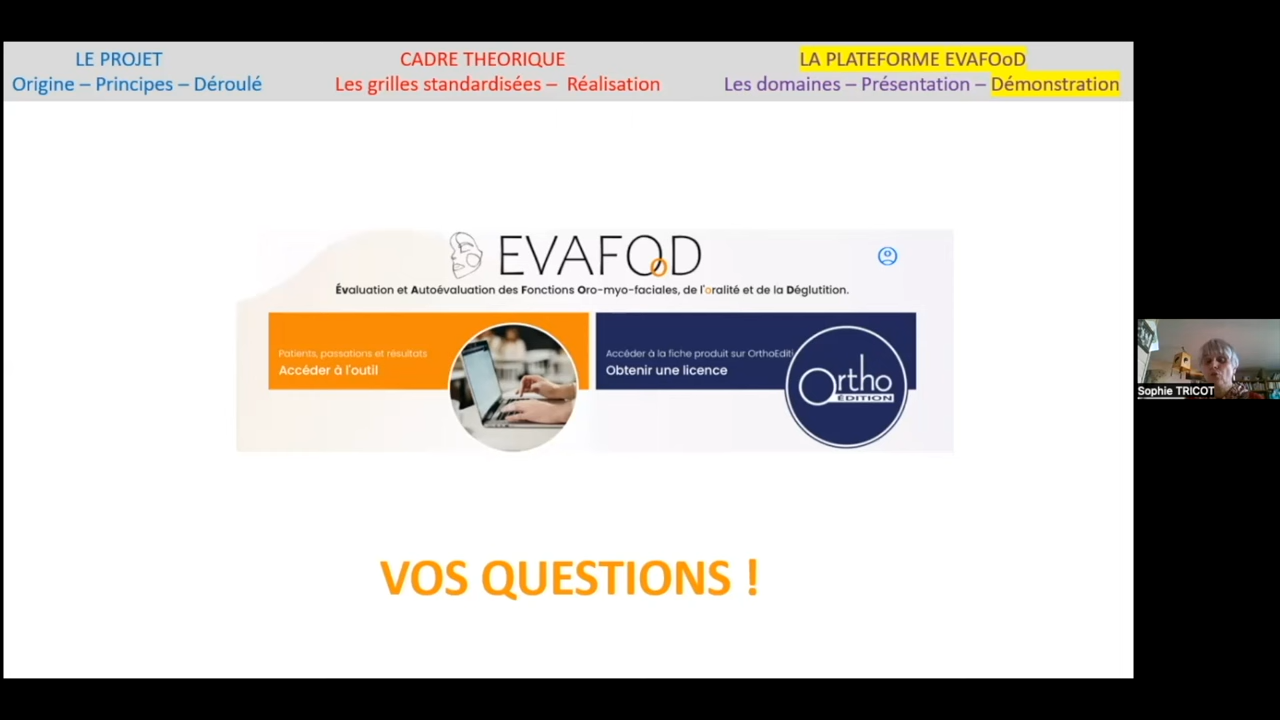 LE PROJET
Origine – Principes – Déroulé
CADRE THEORIQUE
Les grilles standardisées – Réalisation
LA PLATEFORME EVAFOoD
Les domaines – Présentation – Démonstration
EVAFOoD
Évaluation et Autoévaluation des Fonctions Oro-myo-faciales, de l'oralité et de la Déglutition.
Patients, passations et résultats
Accéder à l'outil
Accéder à la fiche produit sur OrthoEditi
Obtenir une licence
Ortho
ÉDITION
VOS QUESTIONS !
Sophie TRICOT